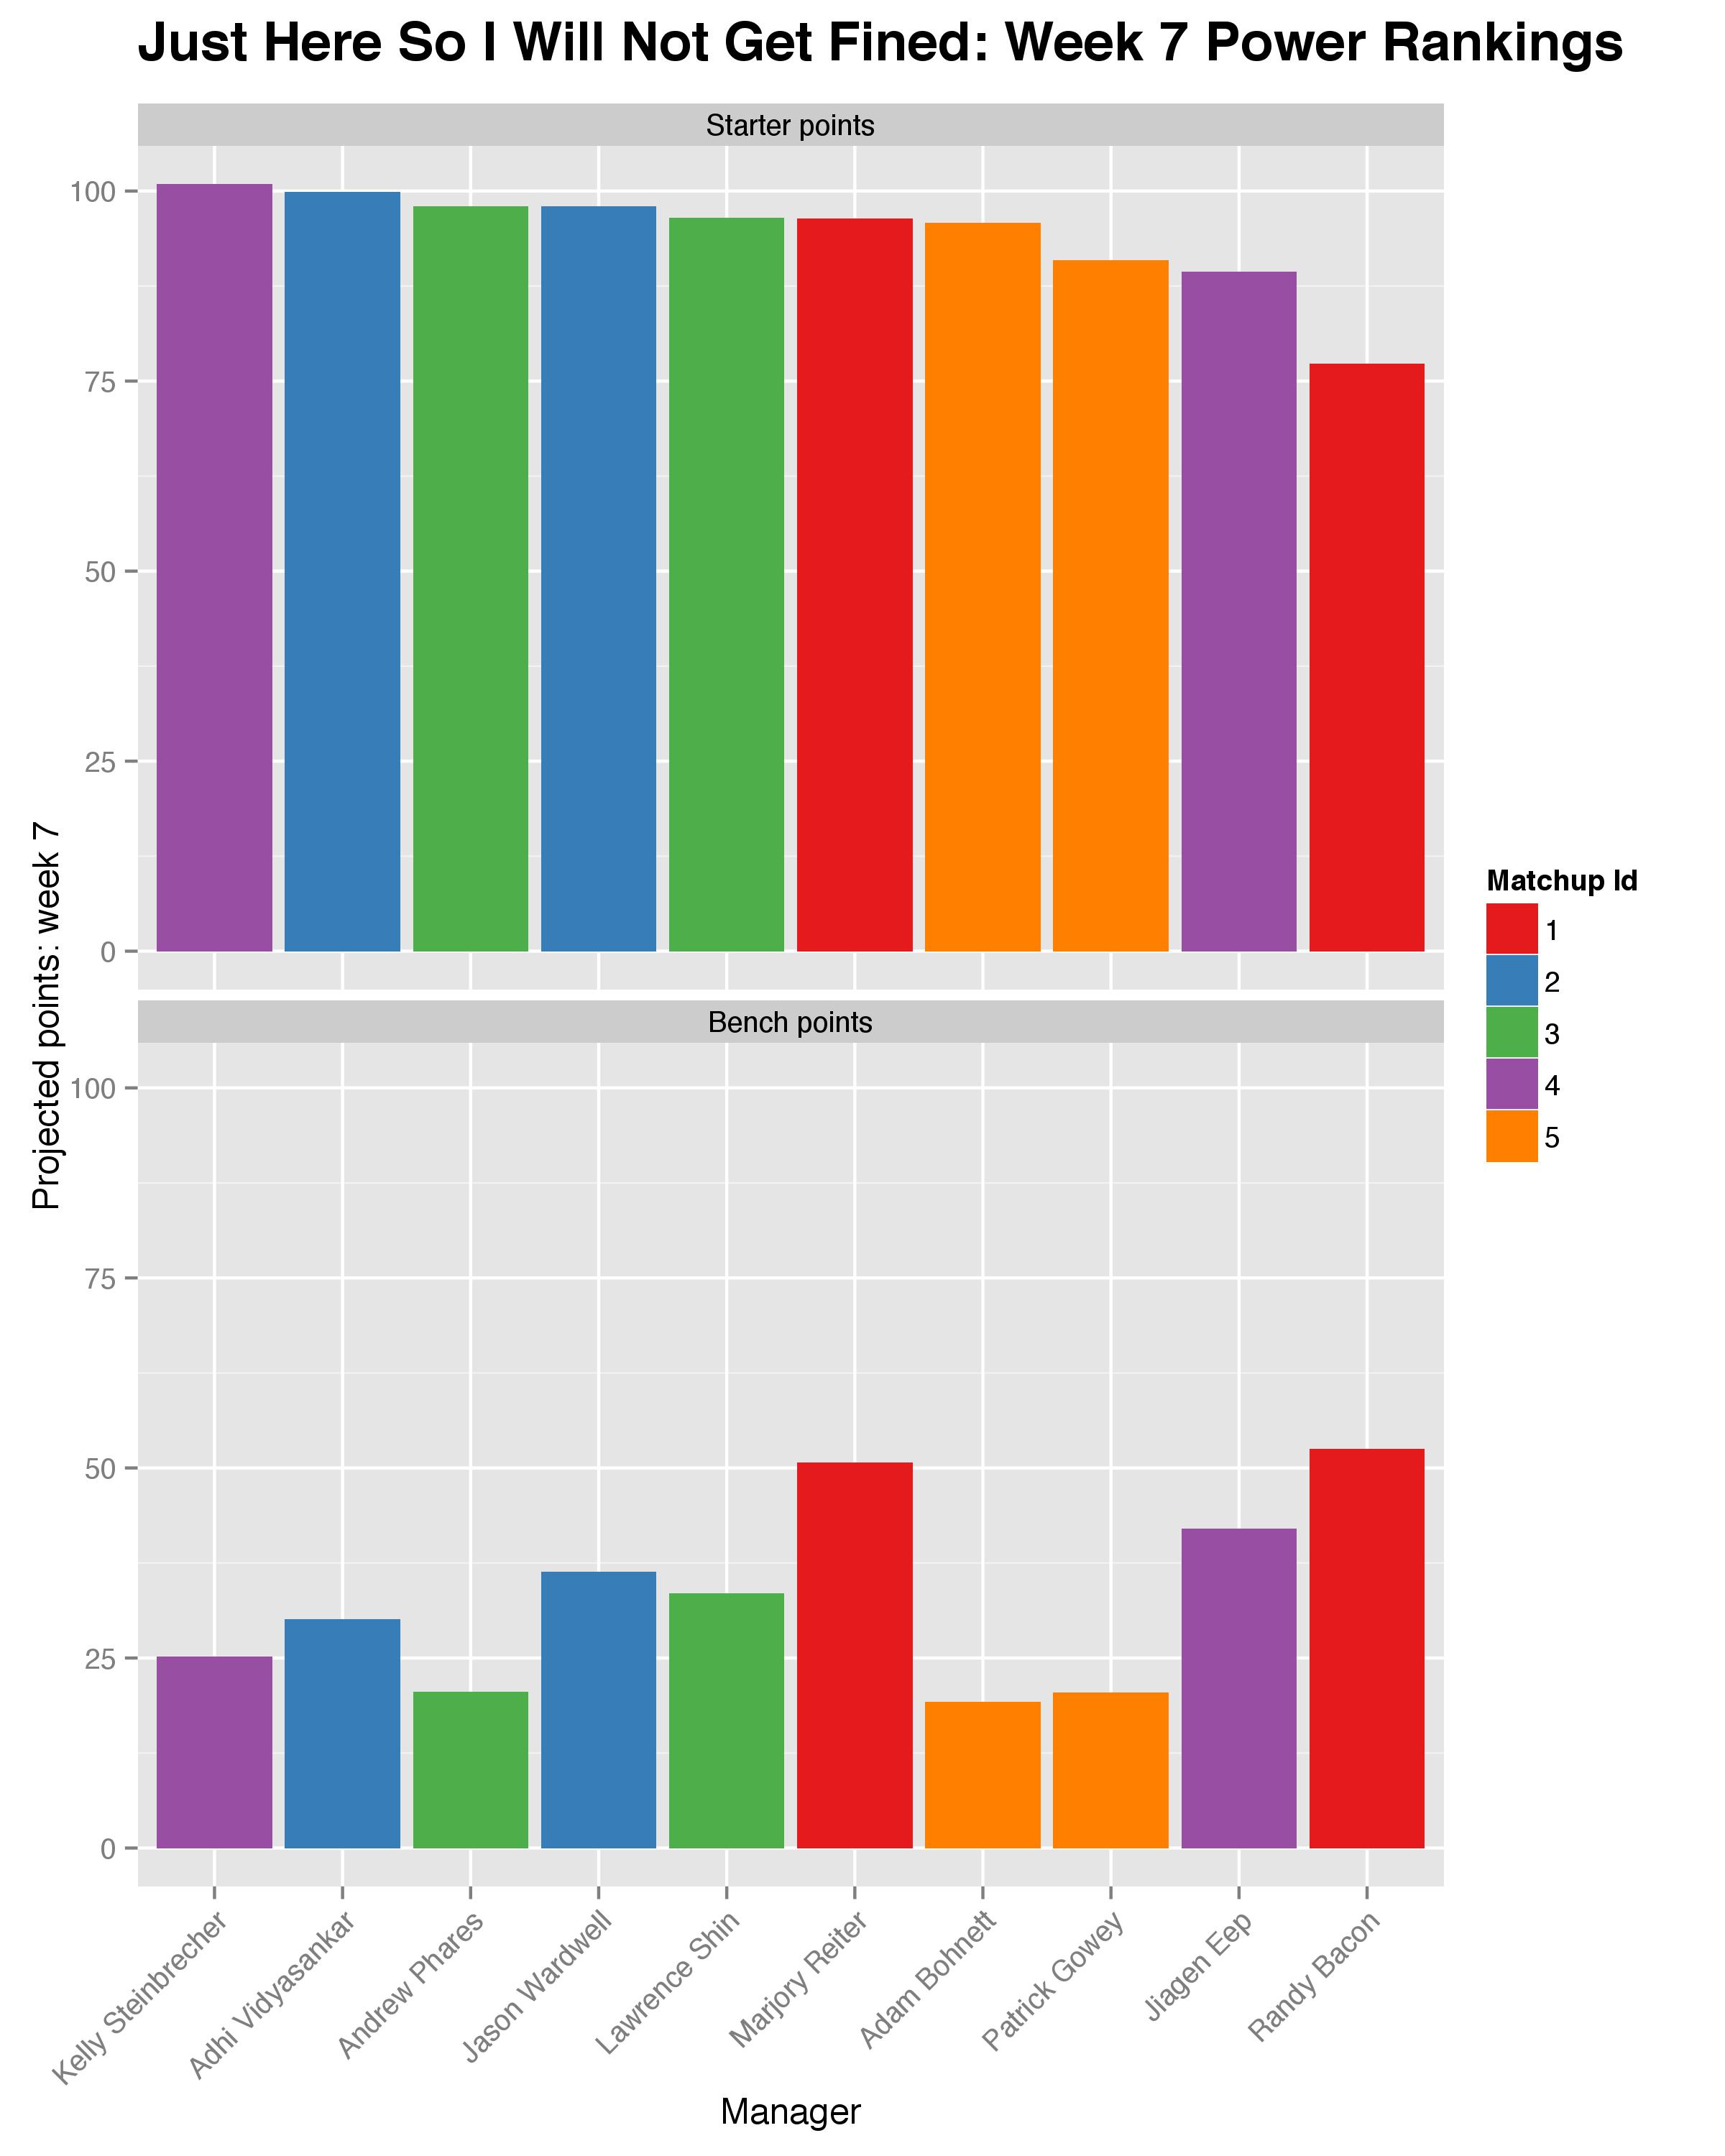 Just Here So I Will Not Get Fined: Week 7 Power Rankings
Starter points
100
75
50
25
0
Bench points
100
75
50
25
0
Projected points: week 7
Kelly Steinbrecher
Adhi Vidyasankar
Andrew Phares
Jason Wardwell
Lawrence Shin
Marjory Reiter
Adam Bohnett
Patrick Gowey
Jiagen Eep
Randy Bacon
Manager
Matchup Id
1
2
3
4
5